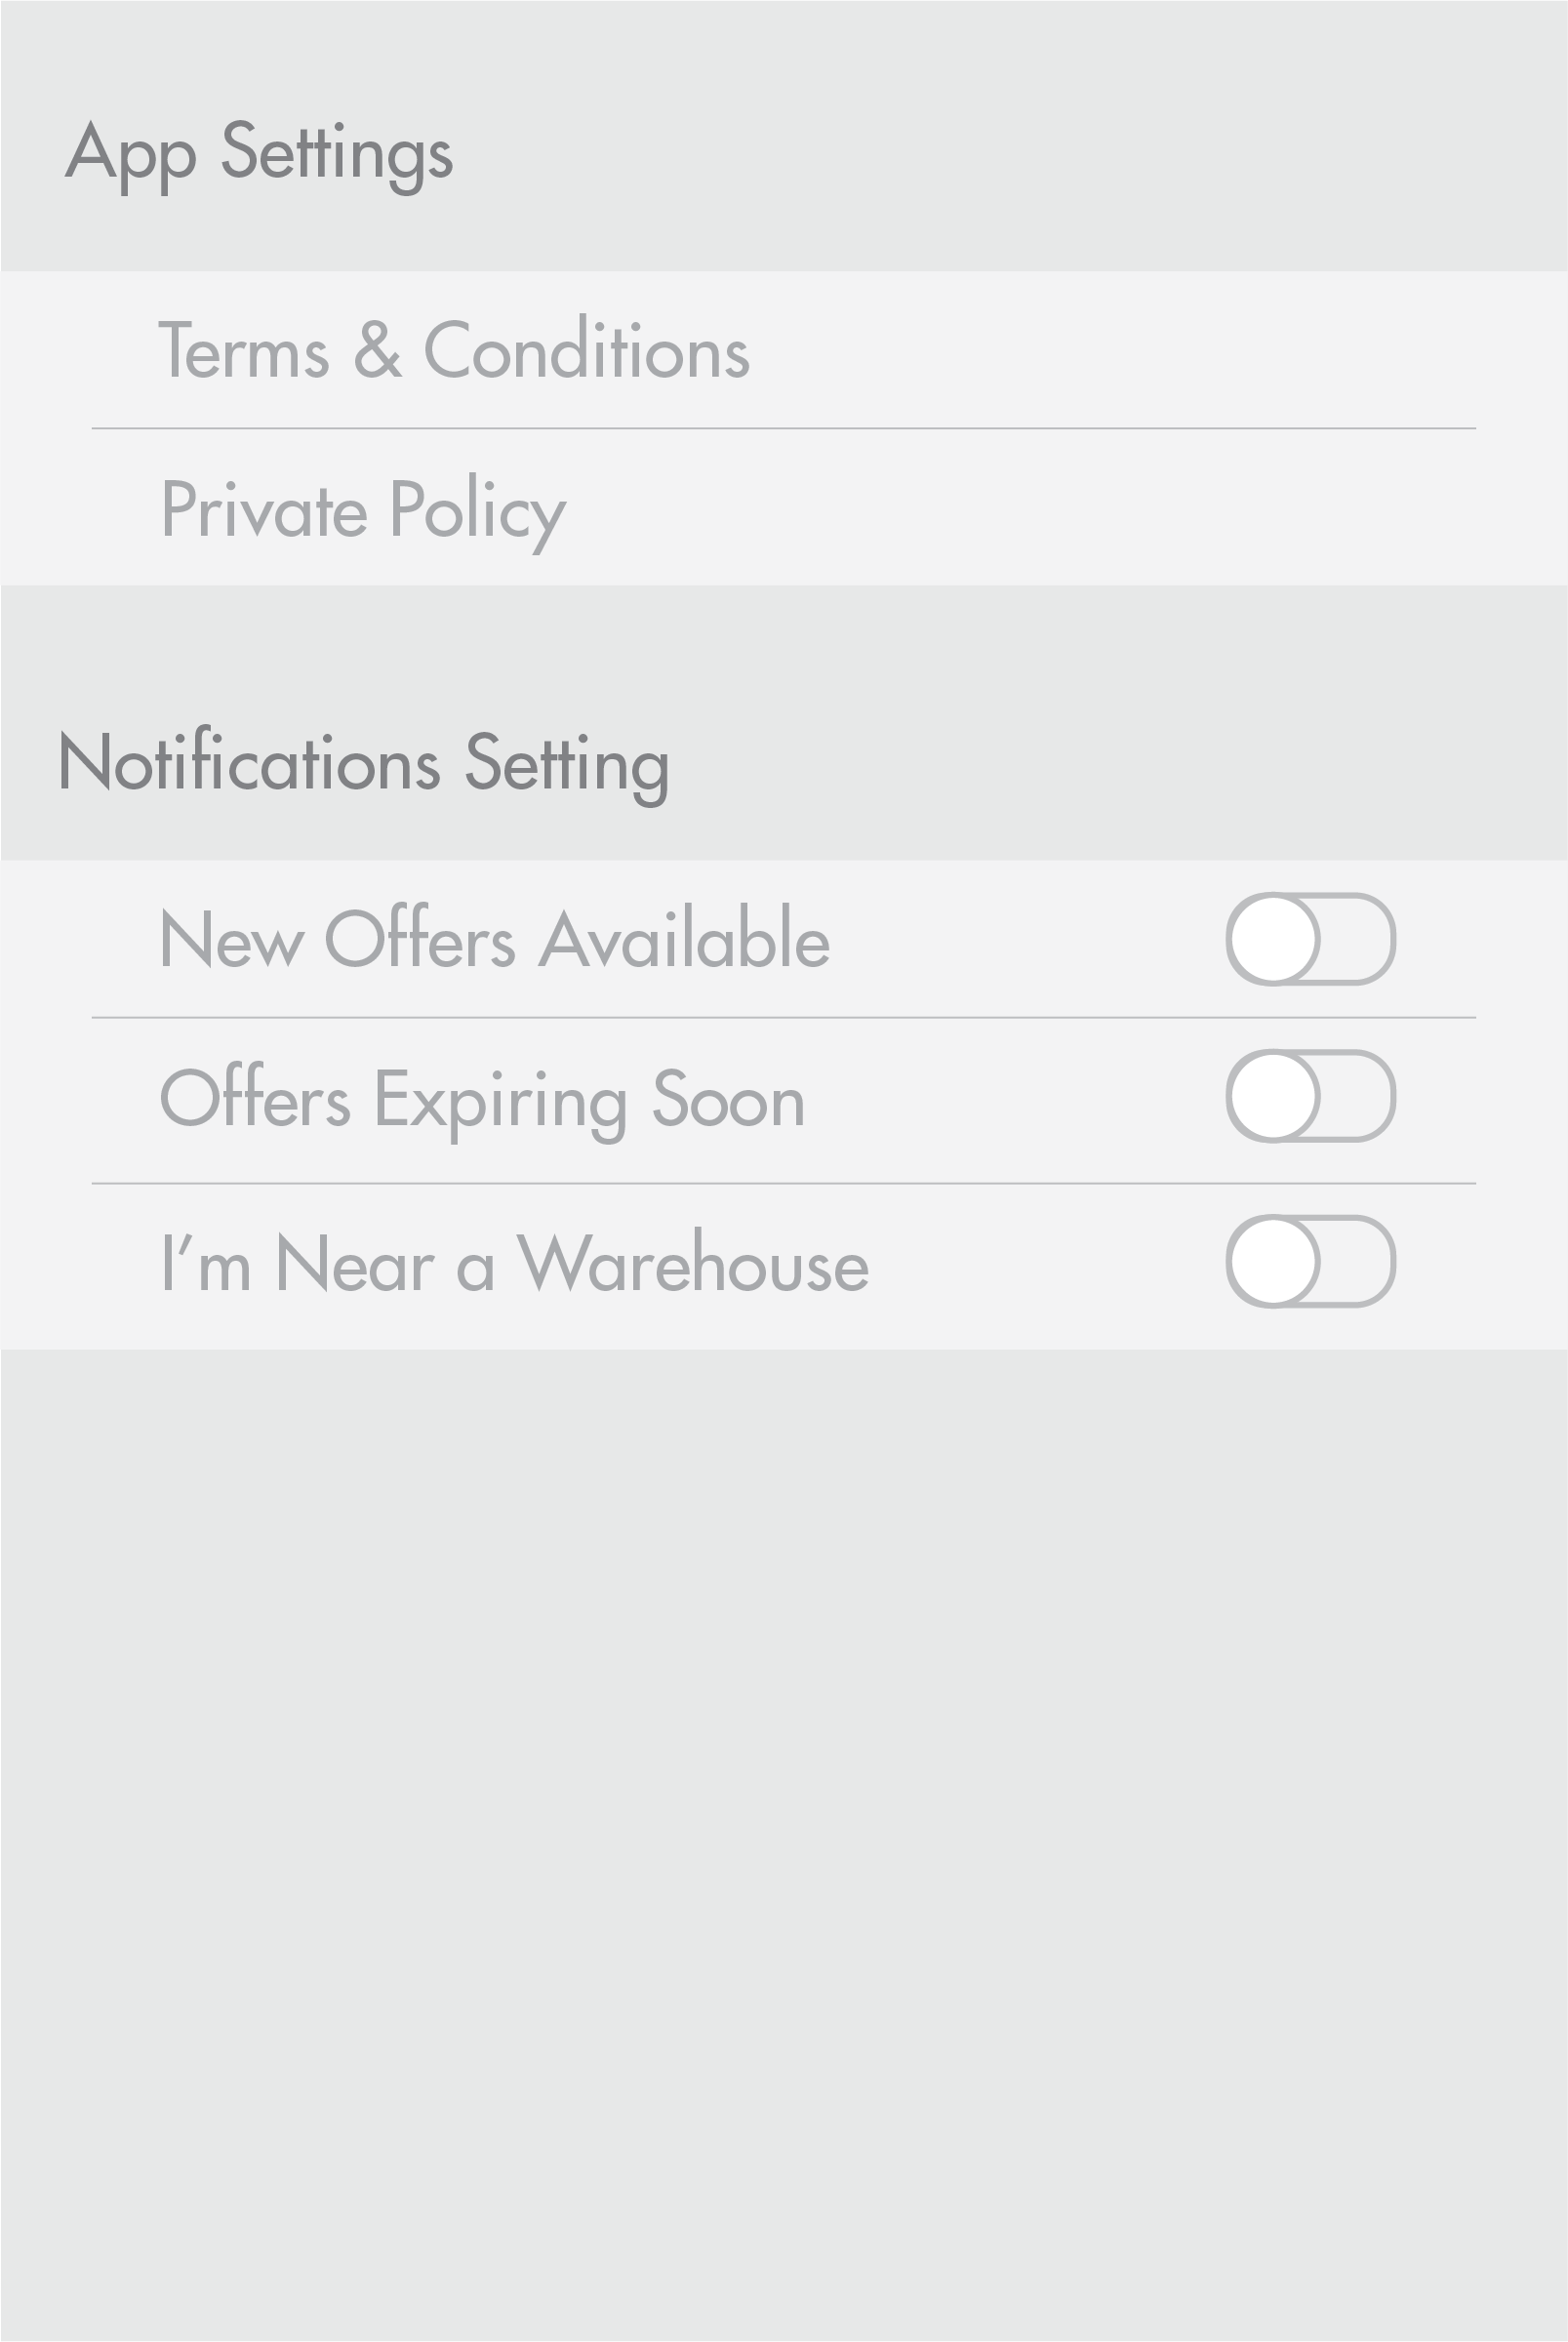 App Settings
Terms & Conditions
Private Policy
Notifications Setting
New Offers Available
Offers Expiring Soon
I’m Near a Warehouse